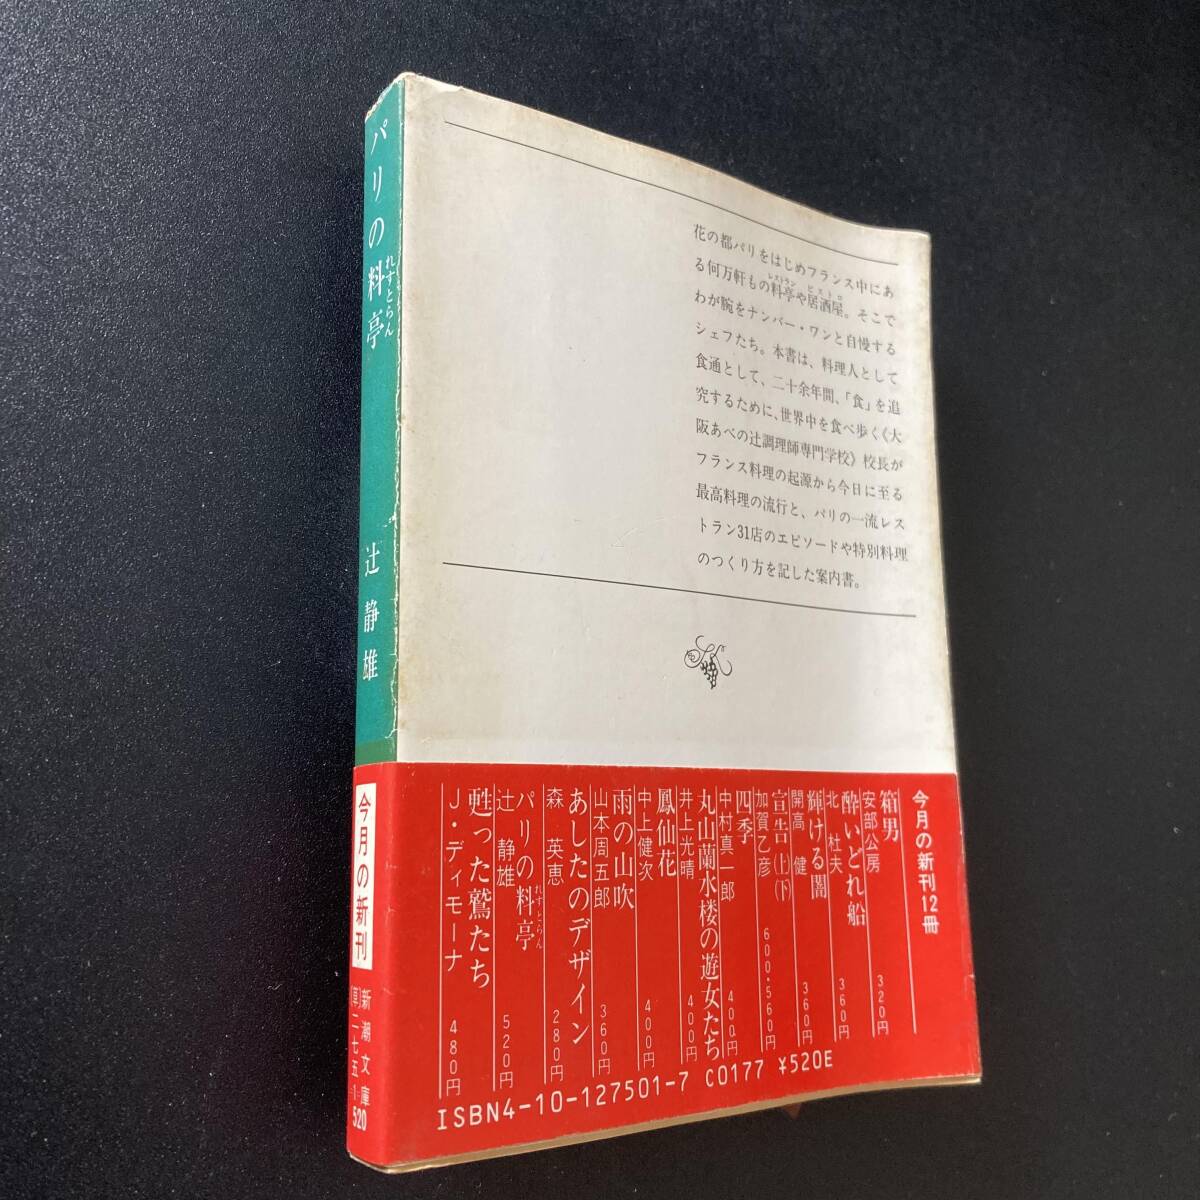 パリの料亭
れすとらん
辻 静雄
今月の新刊
新潮文庫
[草]二一七五=1=
520
花の都パリをはじめフランス中にあ
る何万軒もの料亭や居酒屋。そこで
レストラン ビストロ
わが腕をナンバー・ワンと自慢する
シェフたち。本書は、料理人として
食通として、二十余年間、「食」を追
究するために、世界中を食べ歩く《大
阪あべの辻調理師専門学校》校長が
フランス料理の起源から今日に至る
最高料理の流行と、パリの一流レス
トラン31店のエピソードや特別料理
のつくり方を記した案内書。
今月の新刊12冊
箱男
安部公房 320円
酔いどれ船
北 杜夫 360円
輝ける闇
開高 健 360円
宣告(上)(下)
加賀乙彦 600・560円
四季
中村真一郎 400円
丸山蘭水楼の遊女たち
井上光晴 400円
鳳仙花
中上健次 400円
雨の山吹
山本周五郎 360円
あしたのデザイン
森 英恵 280円
パリの料亭
れすとらん
辻 静雄 520円
甦った鷲たち
J・ディモーナ 480円
ISBN4-10-127501-7 C0177 ¥520E